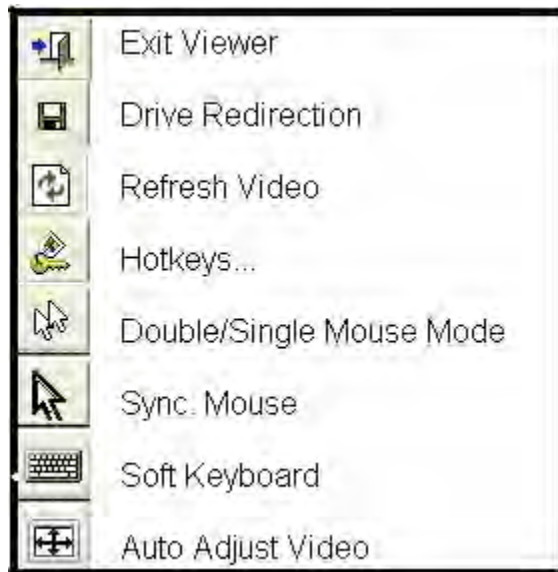 Exit Viewer
Drive Redirection
Refresh Video
Hotkeys...
Double/Single Mouse Mode
Sync. Mouse
Soft Keyboard
Auto Adjust Video